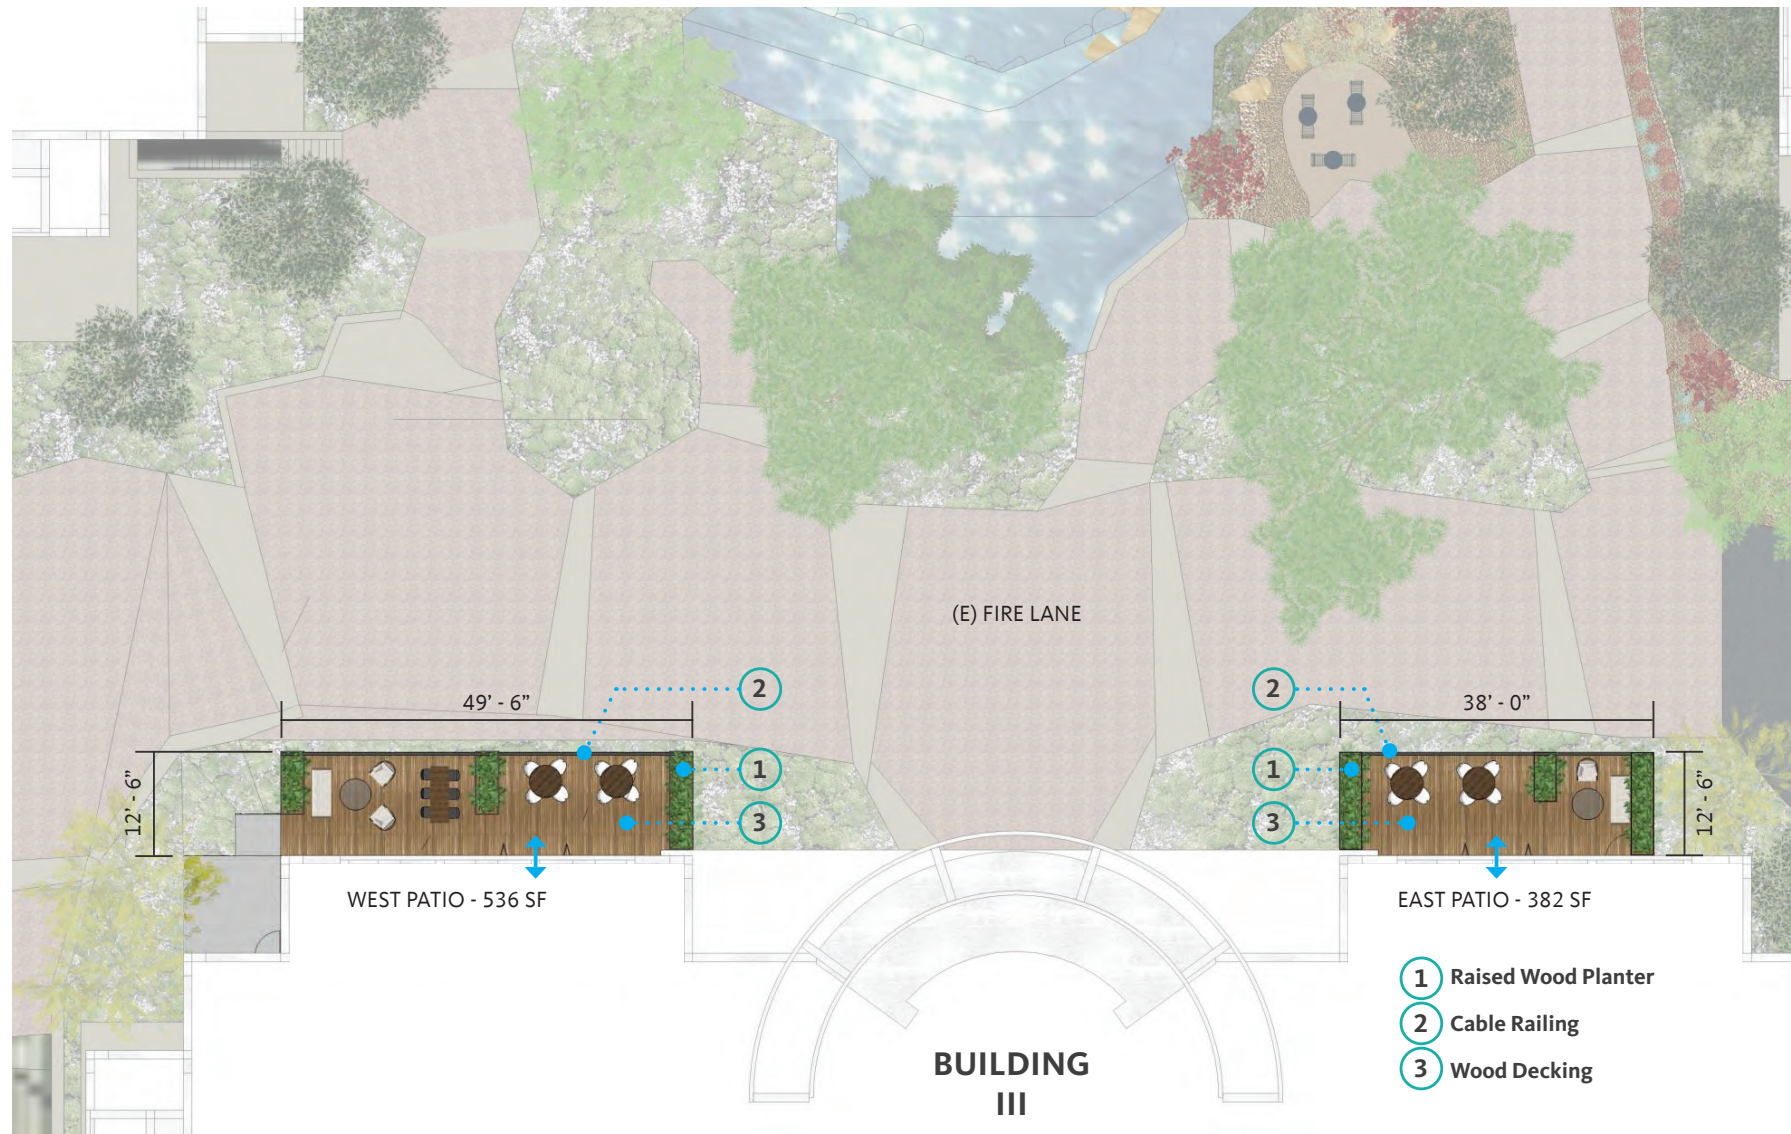 (E) FIRE LANE
2
2
49’ - 6”
38’ - 0”
1
1
12’ - 6”
12’ - 6”
3
3
WEST PATIO - 536 SF
EAST PATIO - 382 SF
1 Raised Wood Planter
2 Cable Railing
3 Wood Decking
BUILDING
III